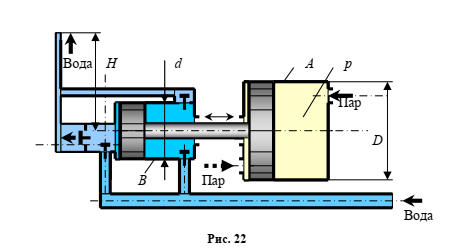 Вода H d A p
Пар
D
B Пар
Вода
Рис. 22